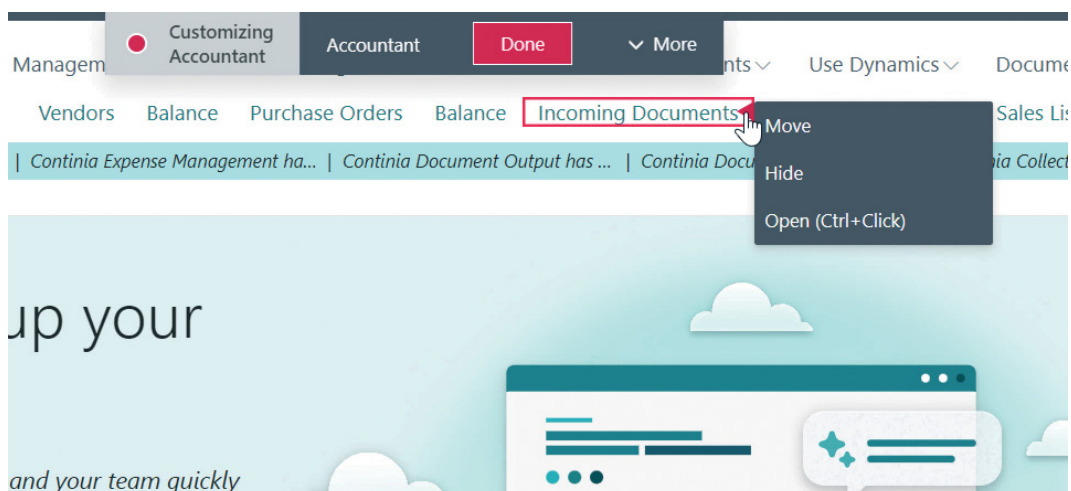 Customizing
Accountant
Accountant
Done
More
Managem
nts
Use Dynamics
Docume
Vendors
Balance
Purchase Orders
Balance
Incoming Documents
Sales Lis
Move
Hide
Open (Ctrl+Click)
| Continia Expense Management ha... | Continia Document Output has ... | Continia Docu
nia Collect
up your
and your team quickly